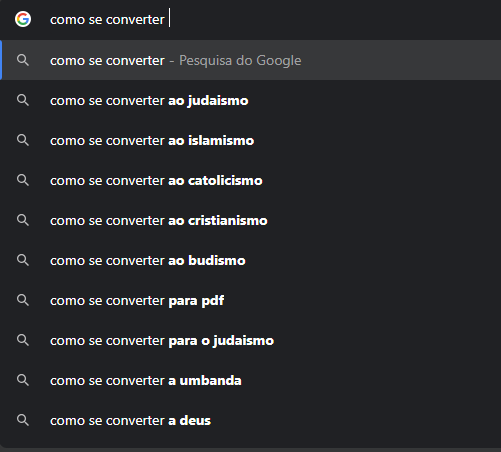 como se converter
como se converter - Pesquisa do Google
como se converter ao judaismo
como se converter ao islamismo
como se converter ao catolicismo
como se converter ao cristianismo
como se converter ao budismo
como se converter para pdf
como se converter para o judaismo
como se converter a umbanda
como se converter a deus